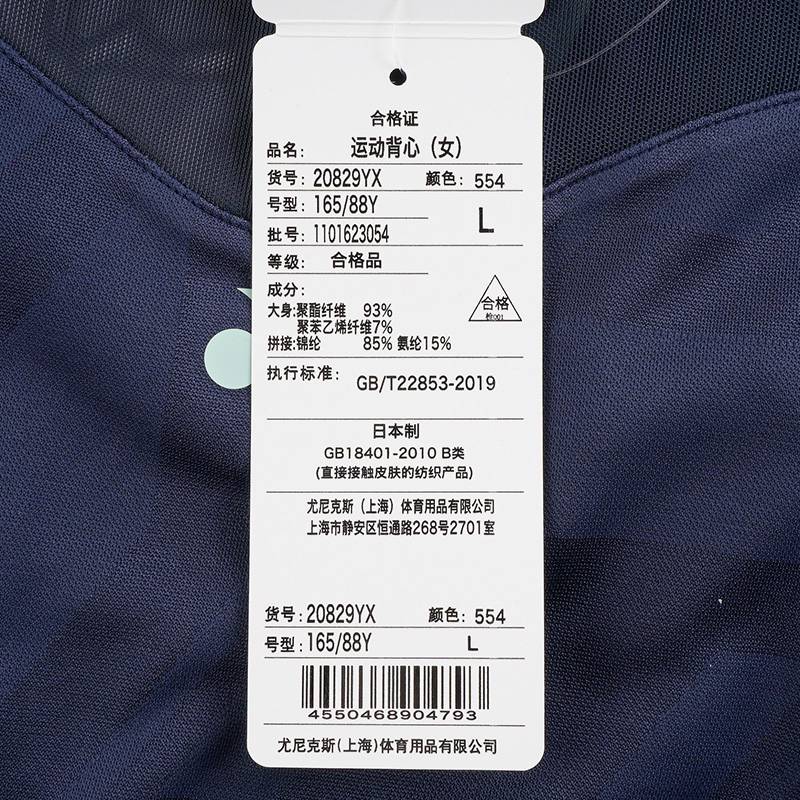 合格证
品名： 运动背心（女）
货号：20829YX 颜色：554
号型：165/88Y L
批号：1101623054
等级： 合格品
成分：
合格
检001
大身:聚酯纤维 93%
聚苯乙烯纤维7%
拼接:锦纶 85% 氨纶15%
执行标准： GB/T22853-2019
日本制
GB18401-2010 B类
(直接接触皮肤的纺织产品)
尤尼克斯（上海）体育用品有限公司
上海市静安区恒通路268号2701室
货号：20829YX 颜色：554
号型：165/88Y L
4550468904793
尤尼克斯(上海)体育用品有限公司